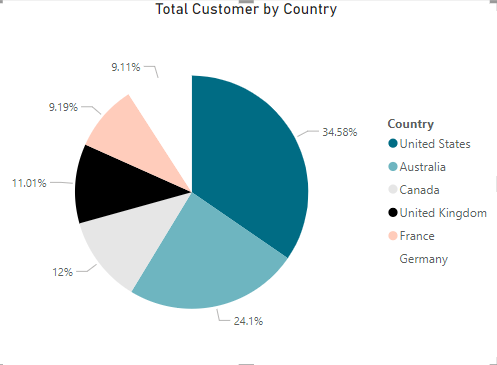 Total Customer by Country
9.11%
9.19%
11.01%
12%
24.1%
34.58%
Country
United States
Australia
Canada
United Kingdom
France
Germany